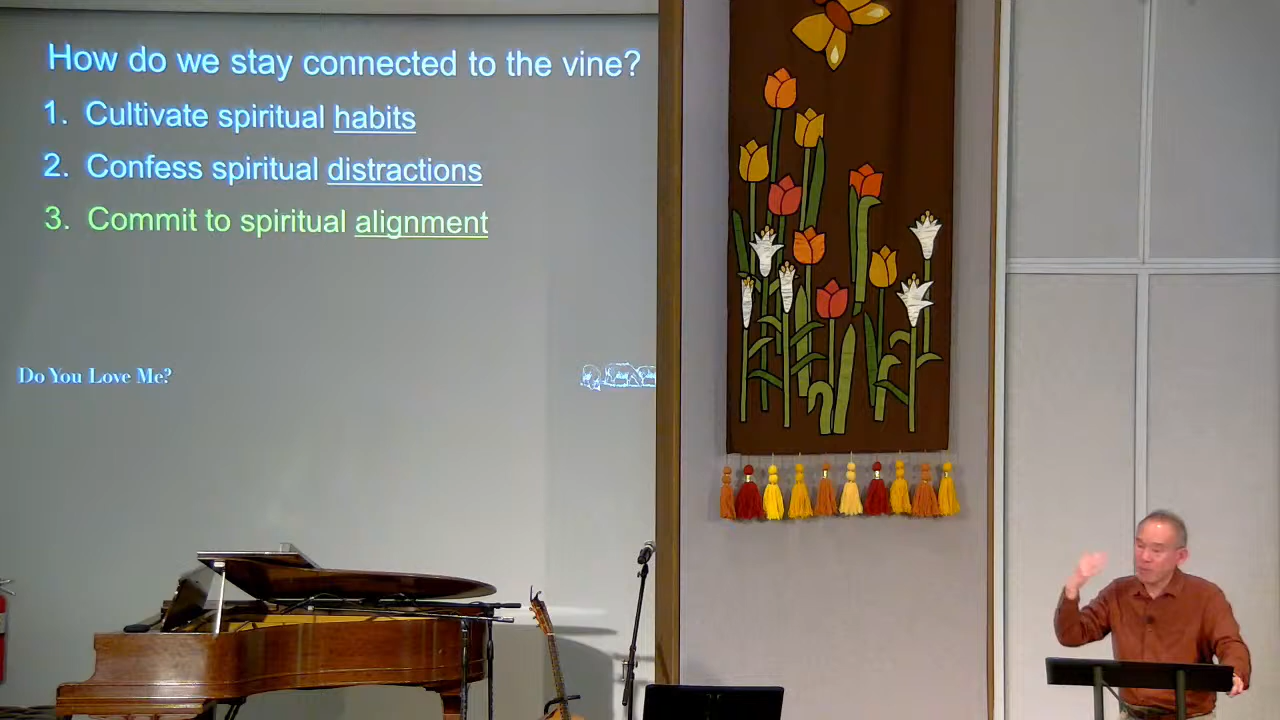 How do we stay connected to the vine?
1. Cultivate spiritual habits
2. Confess spiritual distractions
3. Commit to spiritual alignment
Do You Love Me?